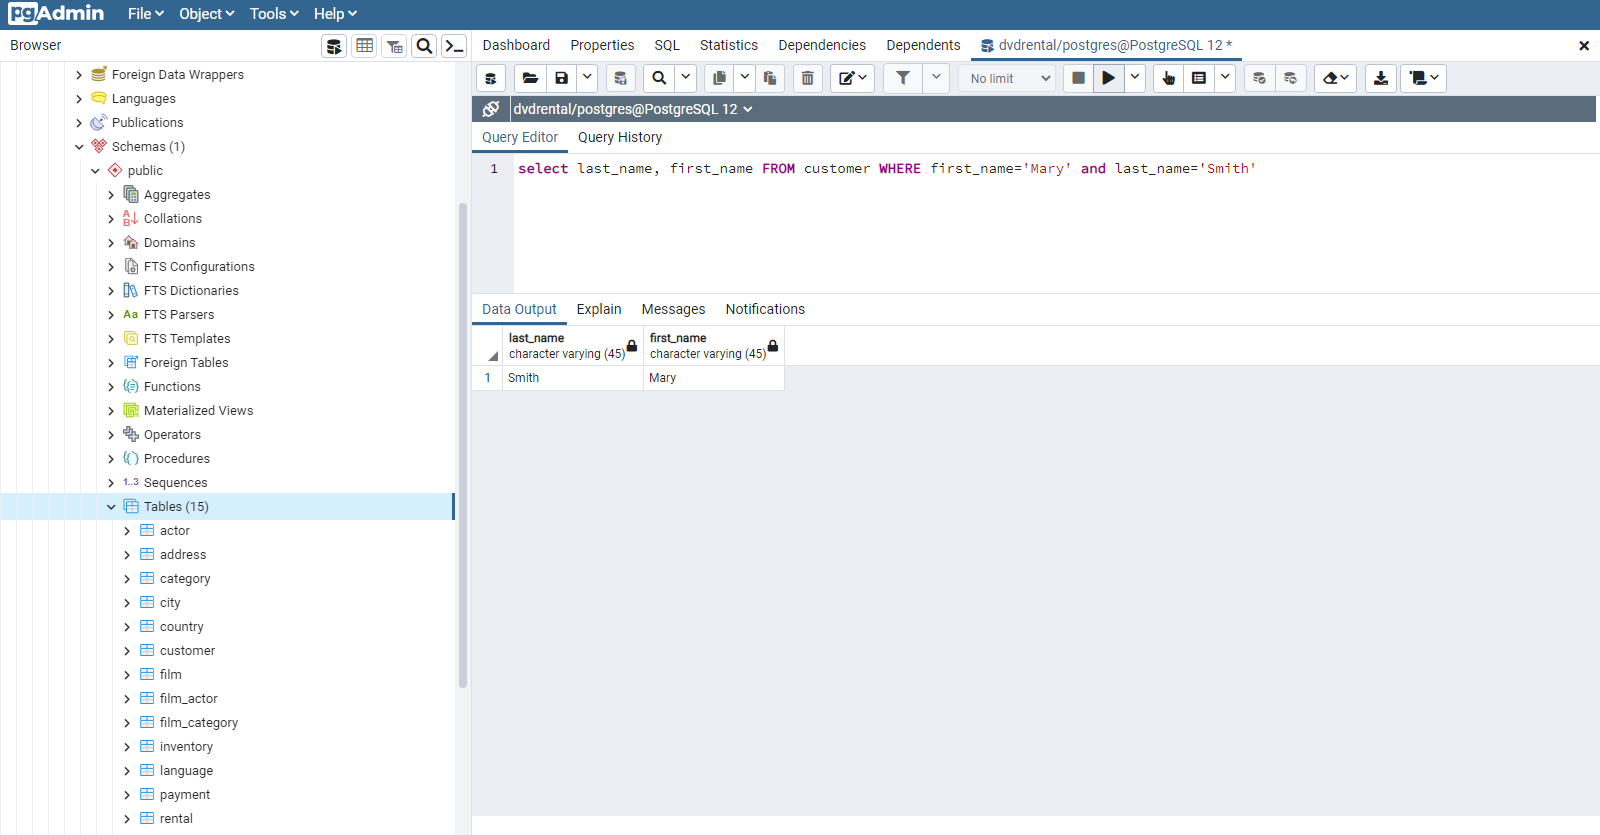 pgAdmin File Object Tools Help
Browser
Dashboard Properties SQL Statistics Dependencies Dependents dvdrental/postgres@PostgreSQL 12 *
No limit
dvdrental/postgres@PostgreSQL 12
Query Editor Query History
1 select last_name, first_name FROM customer WHERE first_name='Mary' and last_name='Smith'
Data Output Explain Messages Notifications
last_name first_name
character varying (45) character varying (45)
1 Smith Mary
Foreign Data Wrappers
Languages
Publications
Schemas (1)
public
Aggregates
Collations
Domains
FTS Configurations
FTS Dictionaries
Aa FTS Parsers
FTS Templates
Foreign Tables
Functions
Materialized Views
Operators
Procedures
1..3 Sequences
Tables (15)
actor
address
category
city
country
customer
film
film_actor
film_category
inventory
language
payment
rental